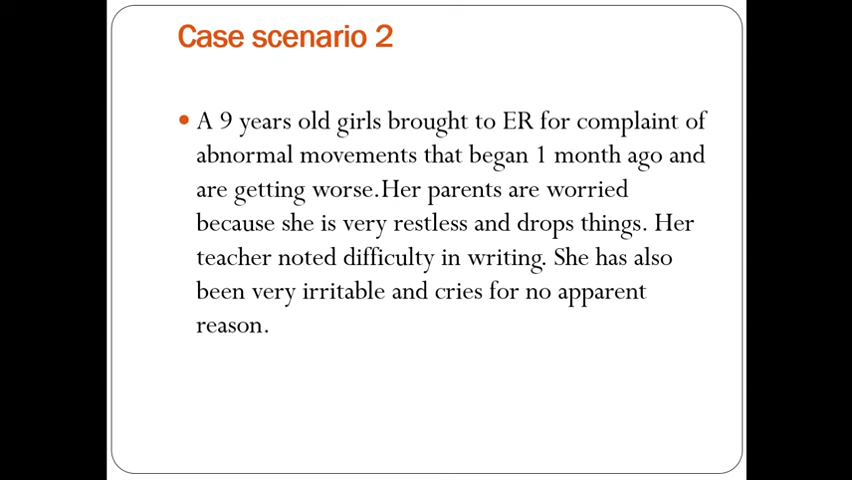 Case scenario 2
• A 9 years old girls brought to ER for complaint of
abnormal movements that began 1 month ago and
are getting worse.Her parents are worried
because she is very restless and drops things. Her
teacher noted difficulty in writing. She has also
been very irritable and cries for no apparent
reason.